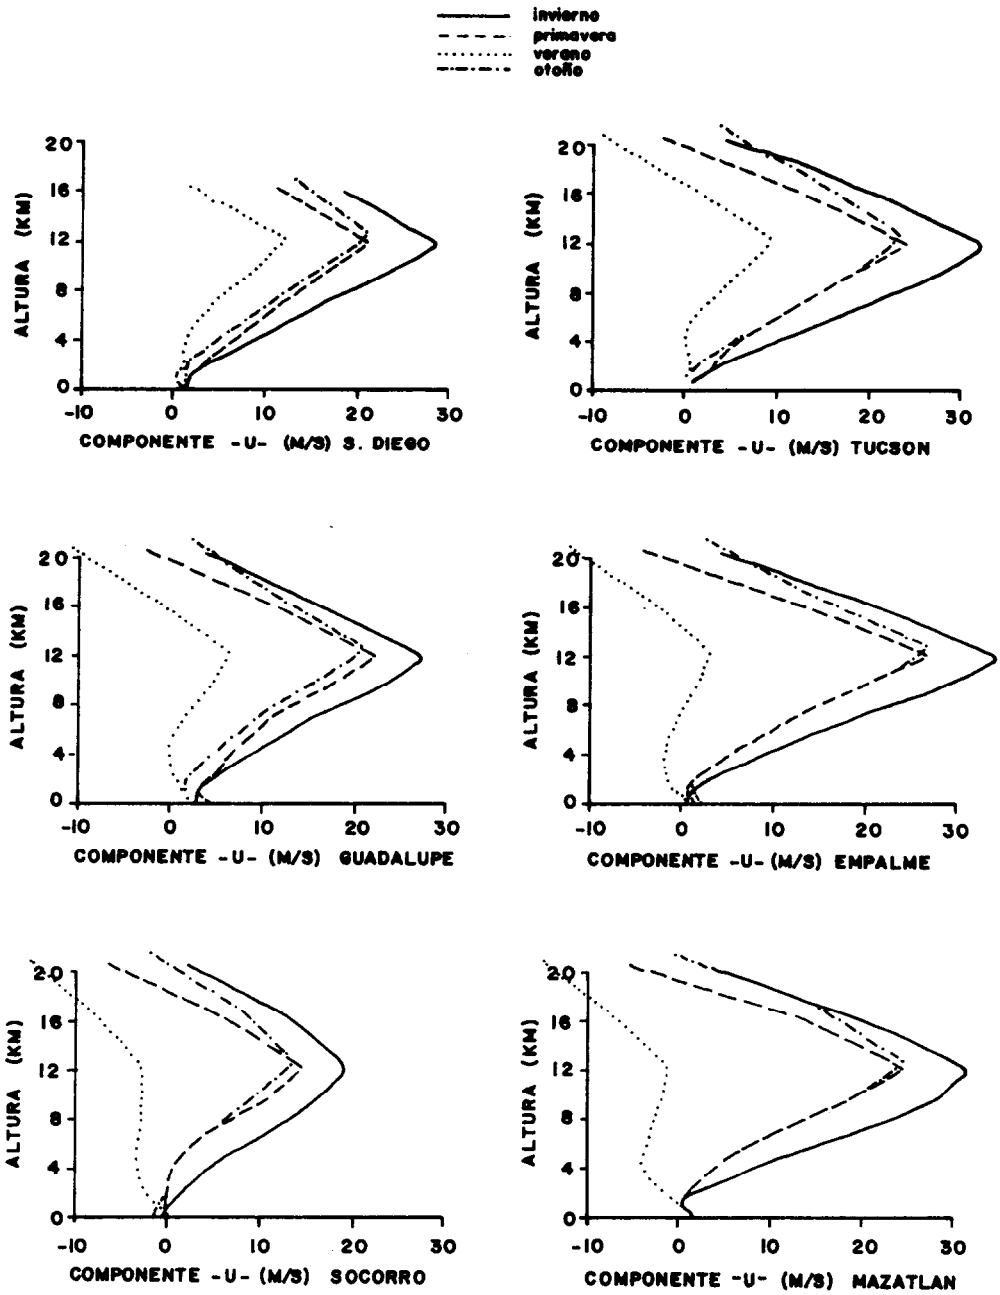 invierno
primavera
verano
otoño
20
16
12
8
4
0
ALTURA (KM)
-10 0 10 20 30
COMPONENTE -U- (M/S) S. DIEGO
20
16
12
8
4
0
ALTURA (KM)
-10 0 10 20 30
COMPONENTE -U- (M/S) TUCSON
20
16
12
8
4
0
ALTURA (KM)
-10 0 10 20 30
COMPONENTE -U- (M/S) GUADALUPE
20
16
12
8
4
0
ALTURA (KM)
-10 0 10 20 30
COMPONENTE -U- (M/S) EMPALME
20
16
12
8
4
0
ALTURA (KM)
-10 0 10 20 30
COMPONENTE -U- (M/S) SOCORRO
20
16
12
8
4
0
ALTURA (KM)
-10 0 10 20 30
COMPONENTE -U- (M/S) MAZATLAN